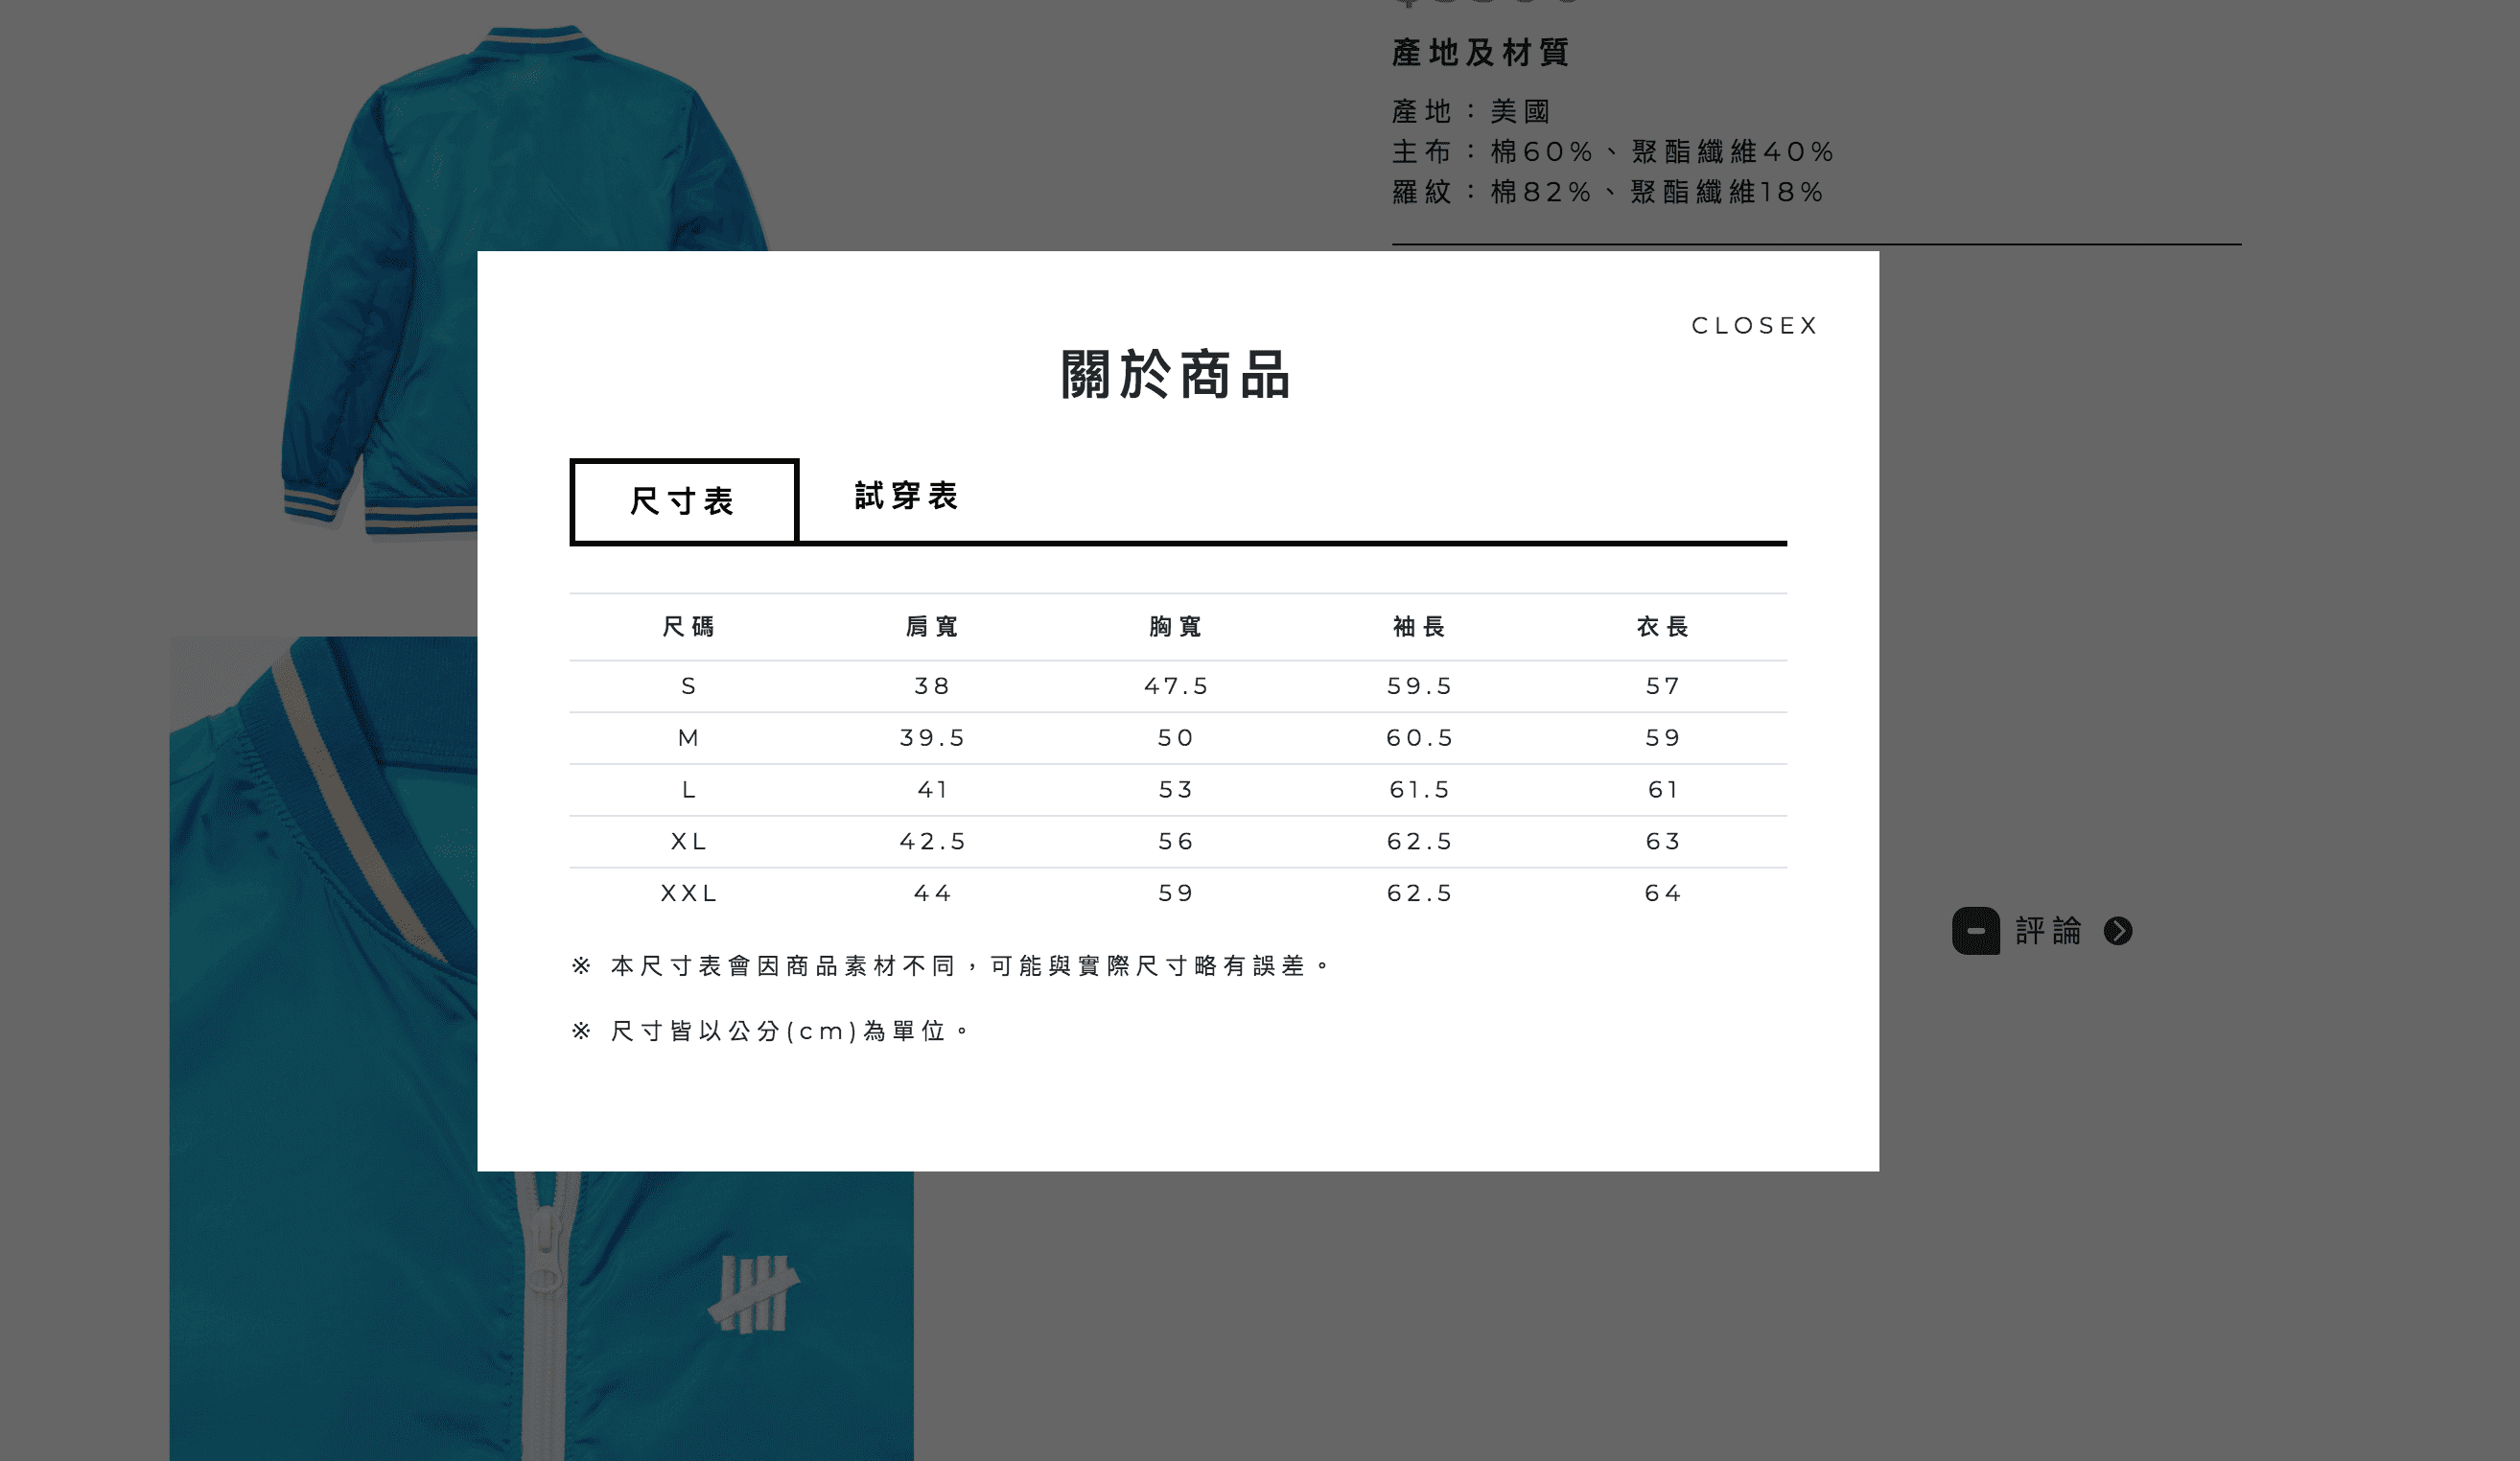 產地及材質
產地：美國
主布：棉60%、聚酯纖維40%
羅紋：棉82%、聚酯纖維18%
CLOSEX
關於商品
尺寸表 試穿表
尺碼 肩寬 胸寬 袖長 衣長
S 38 47.5 59.5 57
M 39.5 50 60.5 59
L 41 53 61.5 61
XL 42.5 56 62.5 63
XXL 44 59 62.5 64
評論
※ 本尺寸表會因商品素材不同，可能與實際尺寸略有誤差。
※ 尺寸皆以公分(cm)為單位。